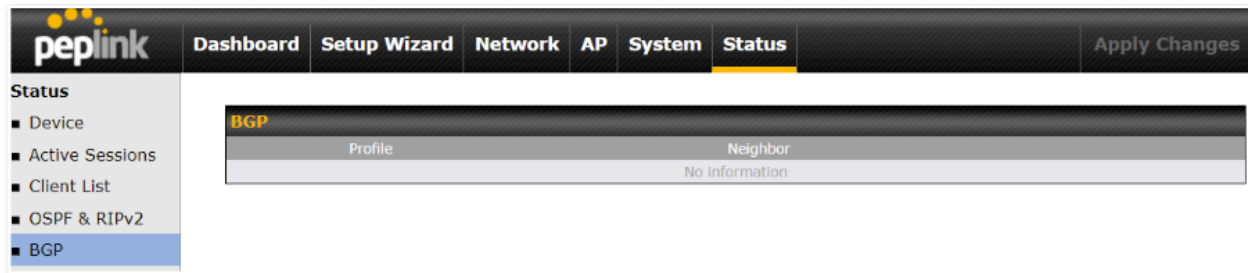 peplink
Dashboard Setup Wizard Network AP System Status Apply Changes
Status
Device
Active Sessions
Client List
OSPF & RIPv2
BGP
BGP
Profile Neighbor
No information